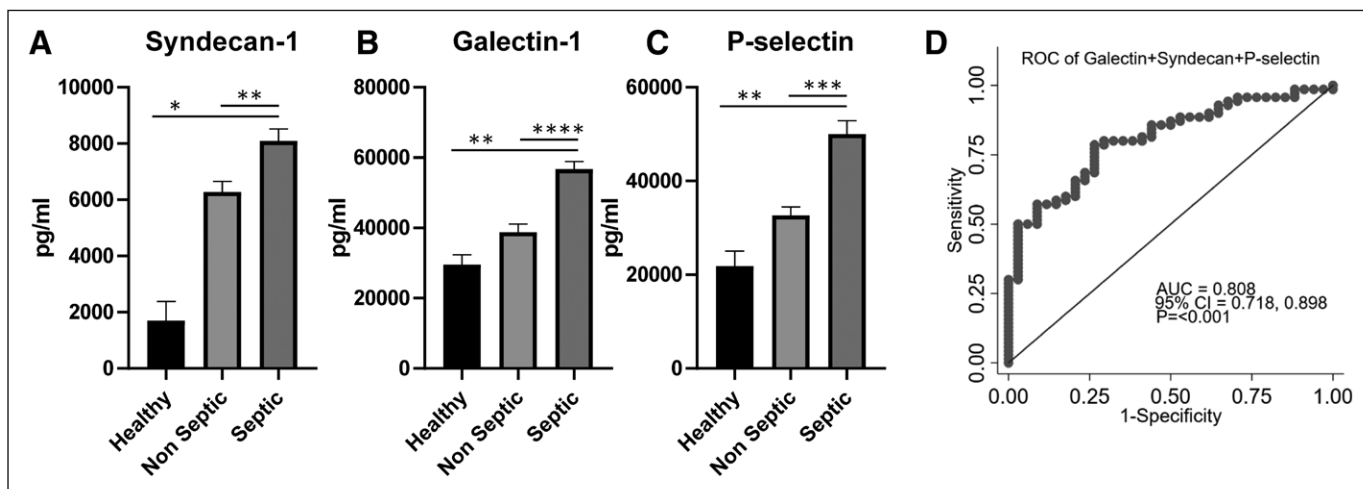 A
Syndecan-1
pg/ml
10000
8000
6000
4000
2000
0
*
**
Healthy
Non Septic
Septic
B
Galectin-1
pg/ml
80000
60000
40000
20000
0
**
****
Healthy
Non Septic
Septic
C
P-selectin
pg/ml
60000
40000
20000
0
**
***
Healthy
Non Septic
Septic
D
ROC of Galectin+Syndecan+P-selectin
Sensitivity
1.00
0.75
0.50
0.25
0.00
AUC = 0.808
95% CI = 0.718, 0.898
P=<0.001
0.00 0.25 0.50 0.75 1.00
1-Specificity